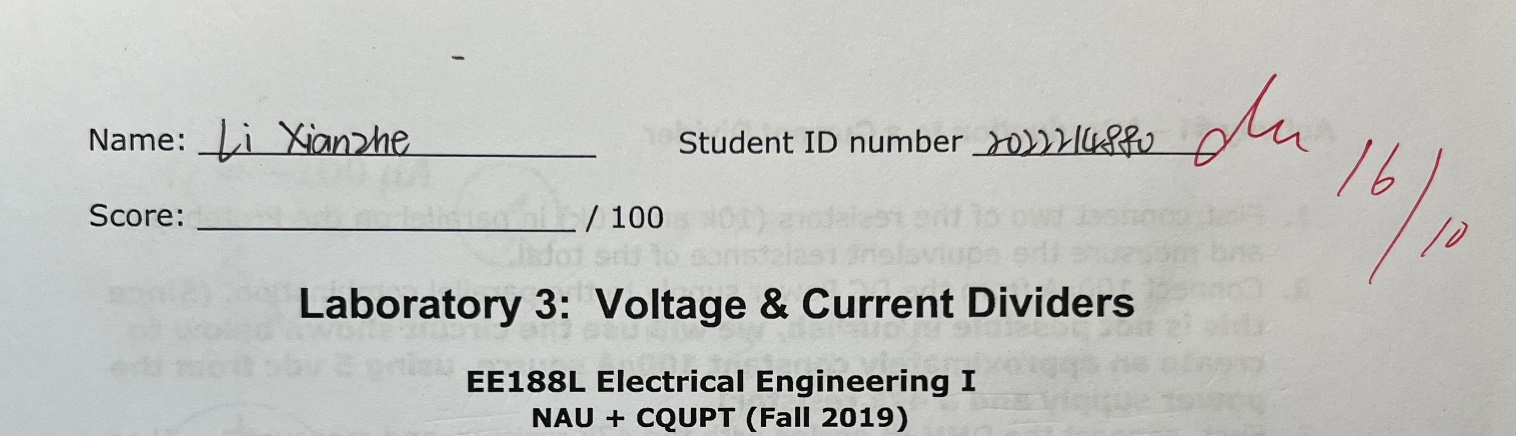 Name: Li Xianzhe Student ID number 2022214880
16/10
Score: / 100
Laboratory 3: Voltage & Current Dividers
EE188L Electrical Engineering I
NAU + CQUPT (Fall 2019)